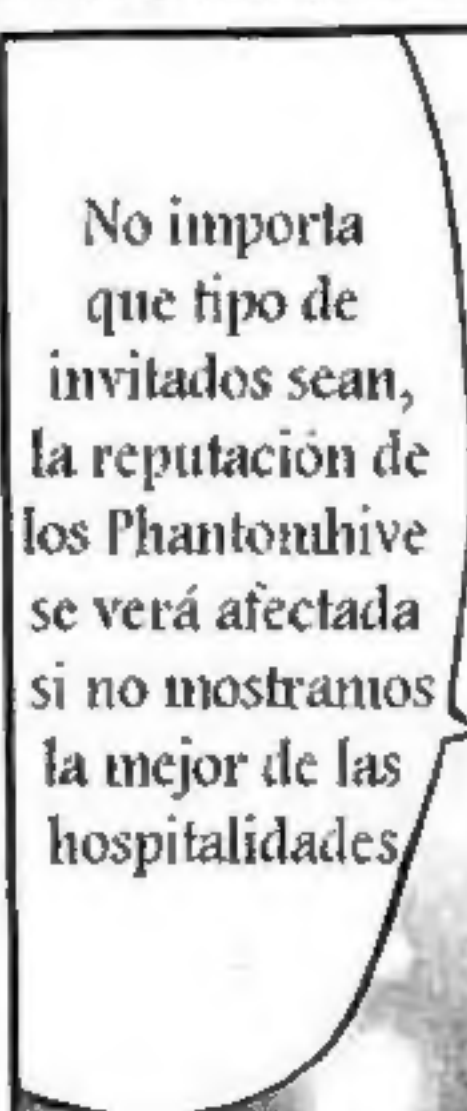 No importa
que tipo de
invitados sean,
la reputación de
los Phantomhive
se verá afectada
si no mostramos
la mejor de las
hospitalidades